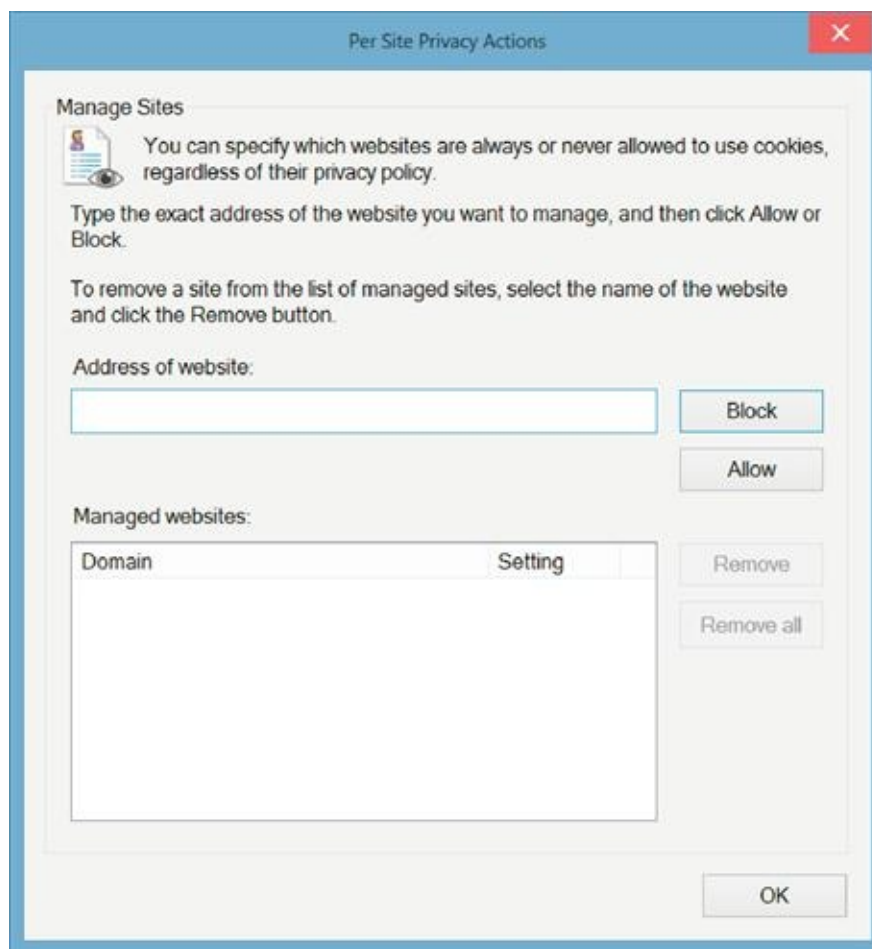 Per Site Privacy Actions
Manage Sites
You can specify which websites are always or never allowed to use cookies,
regardless of their privacy policy.
Type the exact address of the website you want to manage, and then click Allow or
Block.
To remove a site from the list of managed sites, select the name of the website
and click the Remove button.
Address of website:
Block
Allow
Managed websites:
Domain Setting
Remove
Remove all
OK